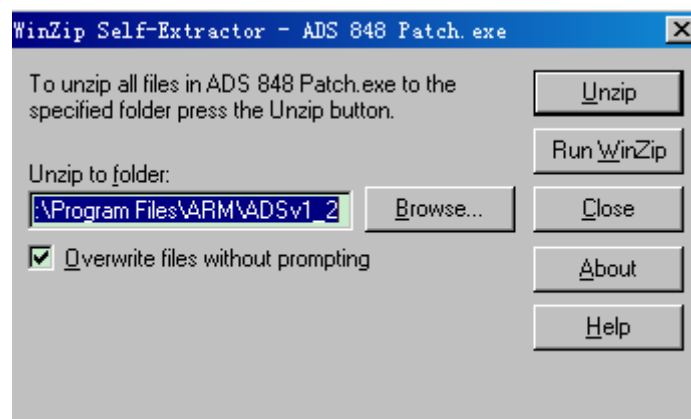 WinZip Self-Extractor - ADS 848 Patch.exe
To unzip all files in ADS 848 Patch.exe to the
specified folder press the Unzip button.
Unzip to folder:
:\Program Files\ARM\ADSv1_2
Browse...
Overwrite files without prompting
Unzip
Run WinZip
Close
About
Help